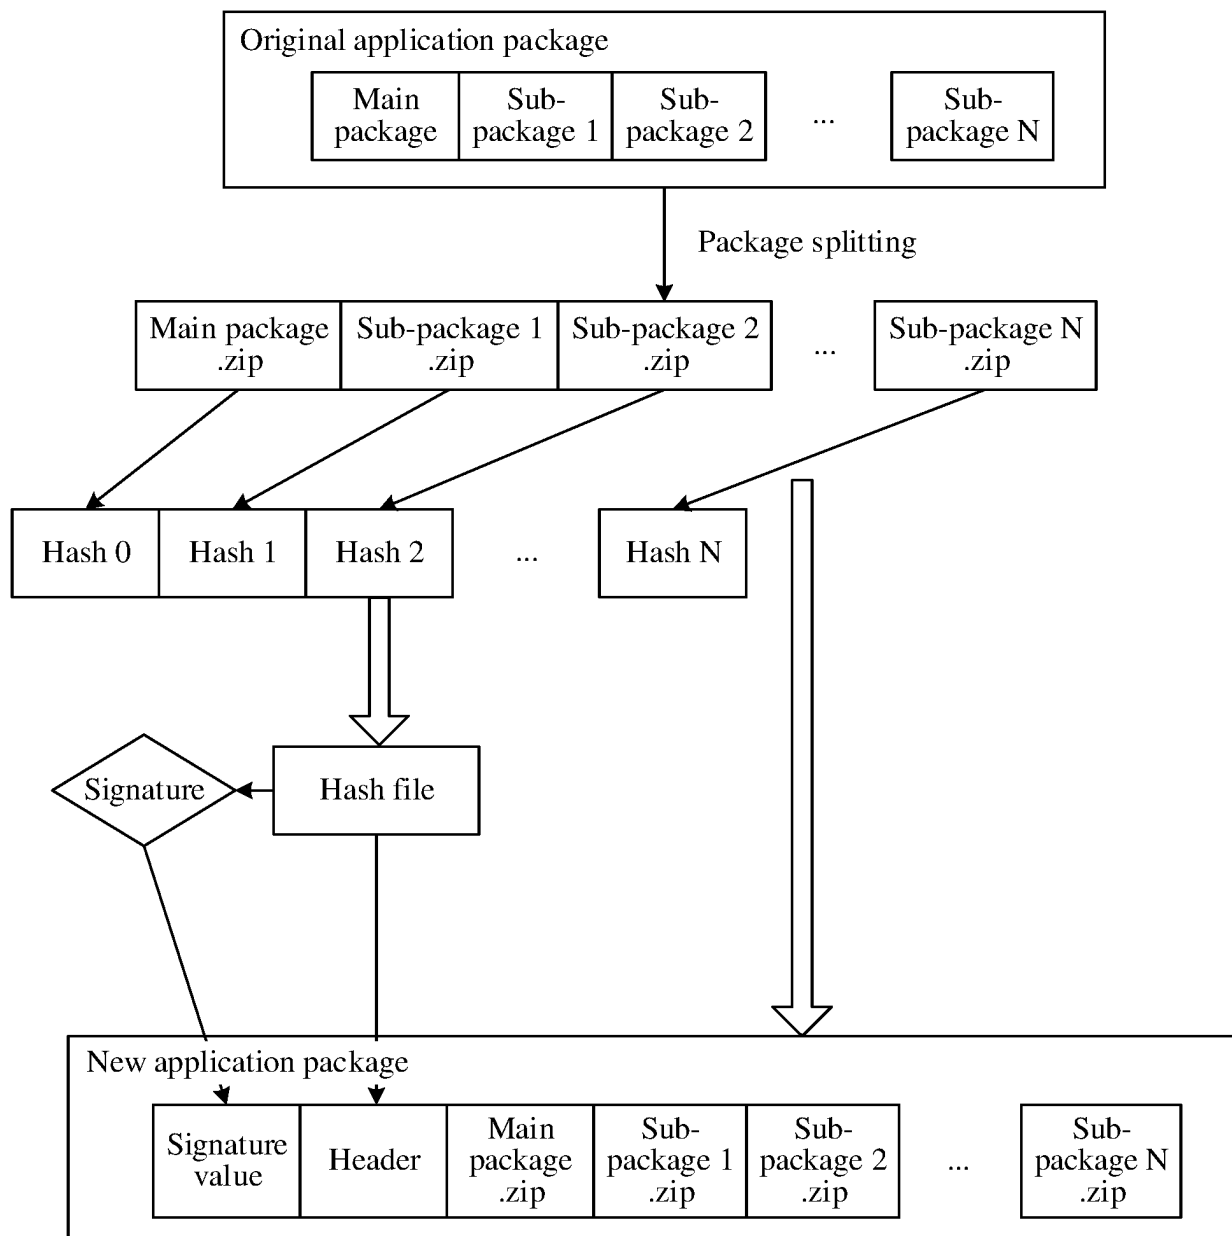 Original application package
Main
package
Sub-
package 1
Sub-
package 2
...
Sub-
package N
Package splitting
Main package
.zip
Sub-package 1
.zip
Sub-package 2
.zip
...
Sub-package N
.zip
Hash 0
Hash 1
Hash 2
...
Hash N
Signature
Hash file
New application package
Signature
value
Header
Main
package
.zip
Sub-
package 1
.zip
Sub-
package 2
.zip
...
Sub-
package N
.zip